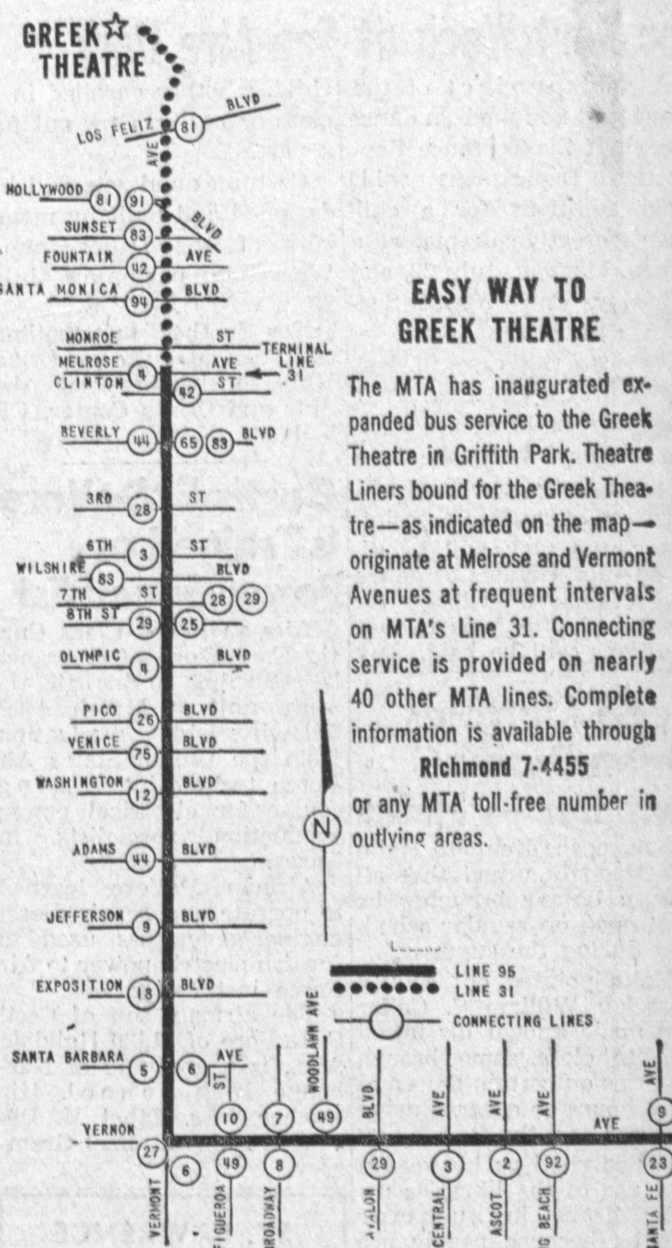 GREEK
THEATRE
LOS FELIZ 81 BLVD
AVE
HOLLYWOOD 81 91 BLVD
SUNSET 83
FOUNTAIN 42 AVE
SANTA MONICA 94 BLVD
MONROE ST
MELROSE 4 AVE
TERMINAL
LINE
31
CLINTON 42 ST
BEVERLY 44 65 83 BLVD
3RD 28 ST
6TH 3 ST
WILSHIRE 83 BLVD
7TH ST 28 29
8TH ST 29 25
OLYMPIC 4 BLVD
PICO 26 BLVD
VENICE 75 BLVD
WASHINGTON 12 BLVD
ADAMS 44 BLVD
JEFFERSON 9 BLVD
EXPOSITION 18 BLVD
SANTA BARBARA 5 6 AVE
ST
VERNON AVE
27
6
VERMONT
10
49
FIGUEROA
7
8
BROADWAY
WOODLAWN AVE
49
BLVD
29
AVALON
AVE
3
CENTRAL
AVE
2
ASCOT
AVE
92
BEACH
AVE
9
23
SANTA FE
EASY WAY TO
GREEK THEATRE
The MTA has inaugurated ex-
panded bus service to the Greek
Theatre in Griffith Park. Theatre
Liners bound for the Greek Thea-
tre—as indicated on the map—
originate at Melrose and Vermont
Avenues at frequent intervals
on MTA's Line 31. Connecting
service is provided on nearly
40 other MTA lines. Complete
information is available through
RIchmond 7-4455
or any MTA toll-free number in
outlying areas.
N
LINE 95
LINE 31
CONNECTING LINES